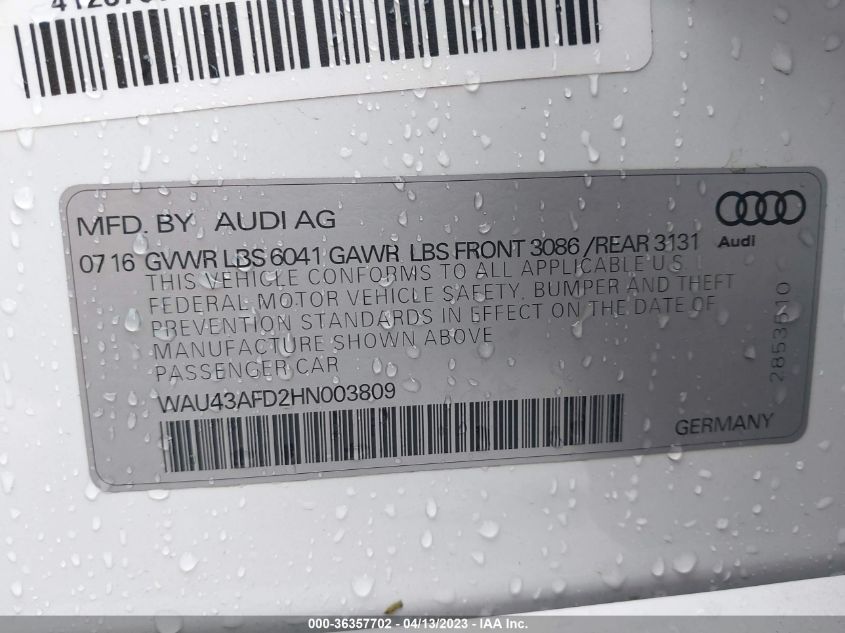 MFD. BY AUDI AG
07 16 GVWR LBS 6041 GAWR LBS FRONT 3086 / REAR 3131
Audi
THIS VEHICLE CONFORMS TO ALL APPLICABLE U.S.
FEDERAL MOTOR VEHICLE SAFETY, BUMPER AND THEFT
PREVENTION STANDARDS IN EFFECT ON THE DATE OF
MANUFACTURE SHOWN ABOVE
PASSENGER CAR
WAU43AFD2HN003809
GERMANY
000-36357702 - 04/13/2023 - IAA Inc.